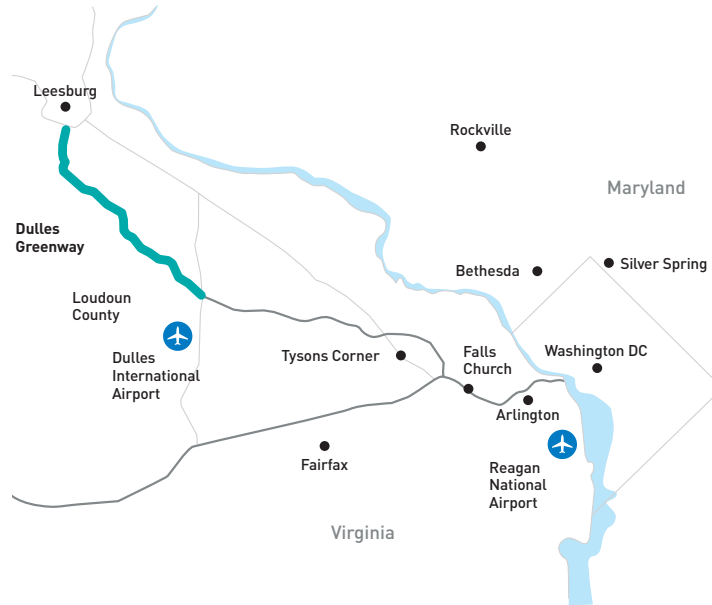 Leesburg
Rockville
Maryland
Dulles
Greenway
Silver Spring
Bethesda
Loudoun
County
Tysons Corner
Falls
Church
Washington DC
Dulles
International
Airport
Arlington
Fairfax
Reagan
National
Airport
Virginia